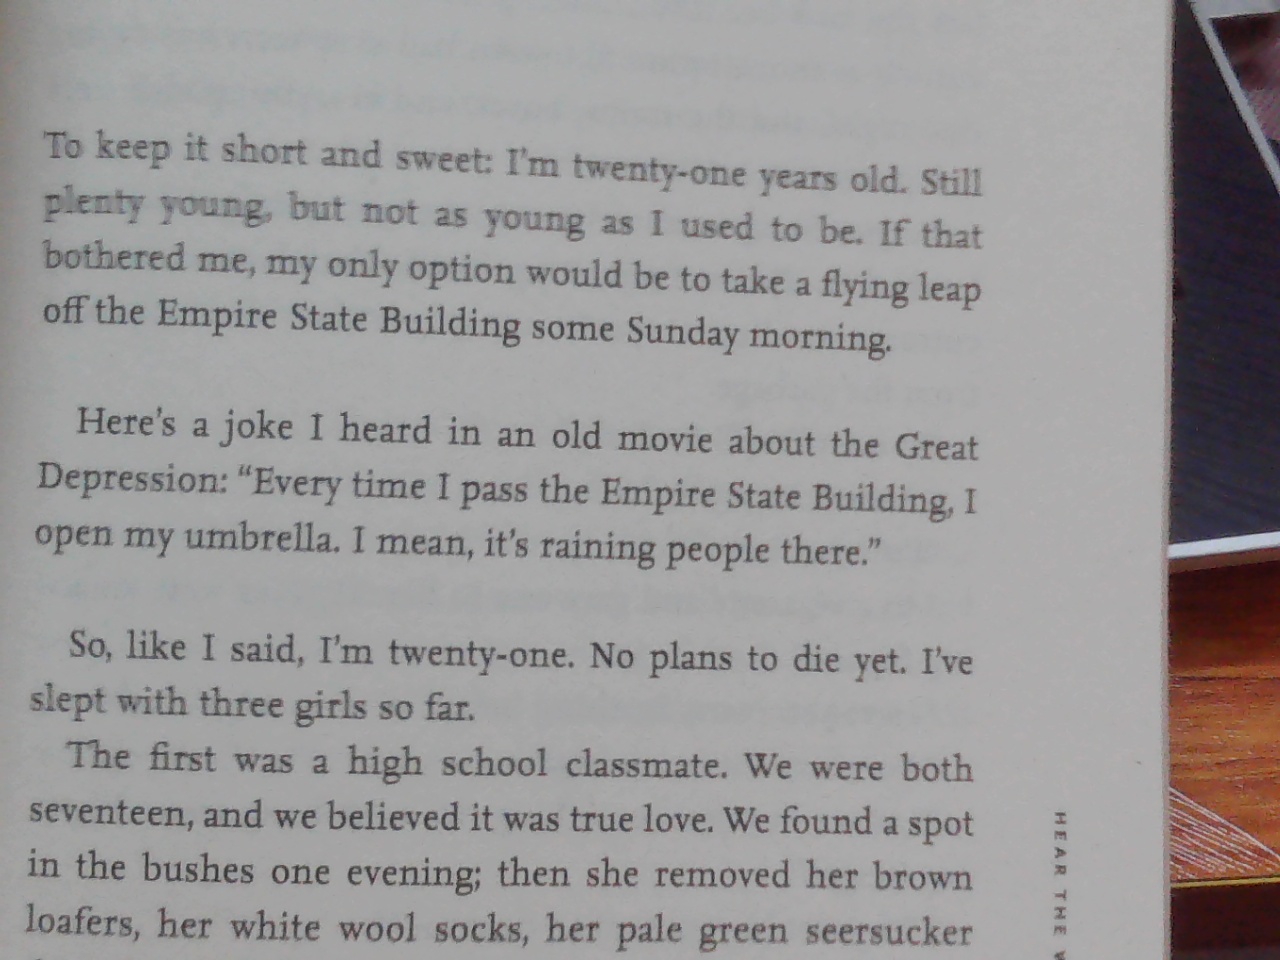 To keep it short and sweet: I'm twenty-one years old. Still
plenty young, but not as young as I used to be. If that
bothered me, my only option would be to take a flying leap
off the Empire State Building some Sunday morning.
Here's a joke I heard in an old movie about the Great
Depression: “Every time I pass the Empire State Building, I
open my umbrella. I mean, it's raining people there.”
So, like I said, I'm twenty-one. No plans to die yet. I've
slept with three girls so far.
The first was a high school classmate. We were both
seventeen, and we believed it was true love. We found a spot
in the bushes one evening; then she removed her brown
loafers, her white wool socks, her pale green seersucker
HEAR THE